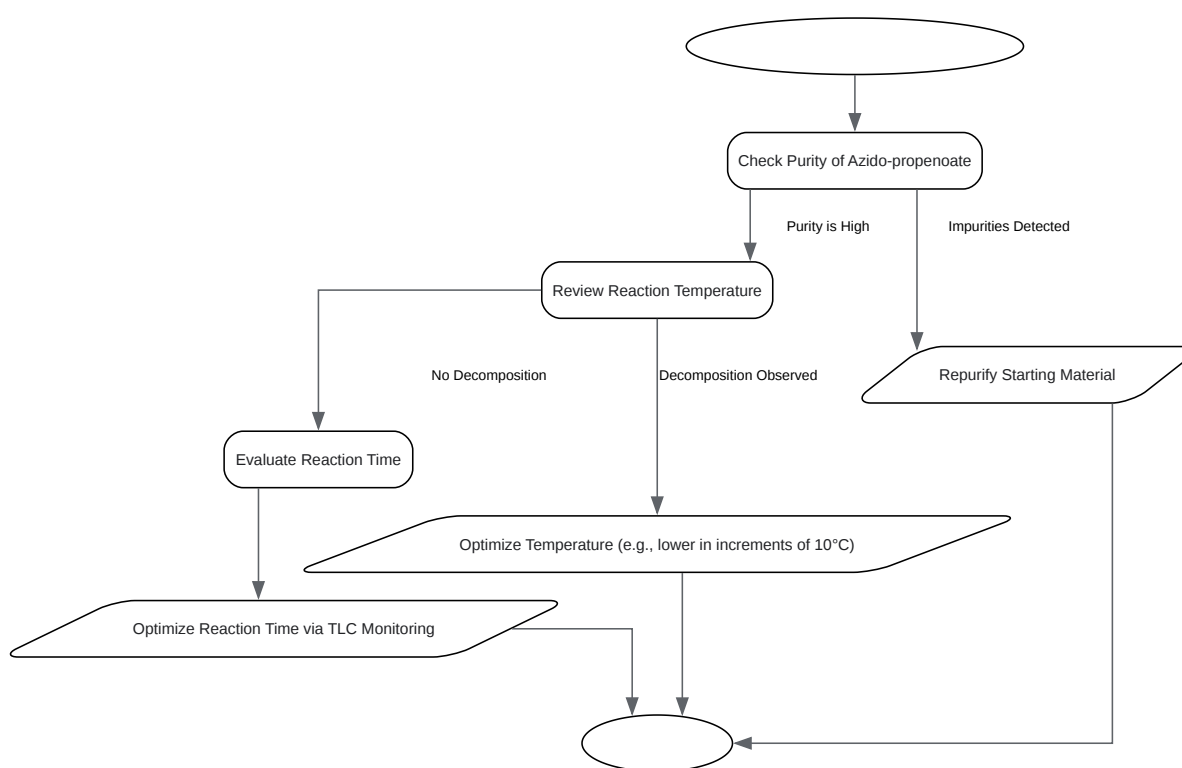 Check Purity of Azido-propenoate
Purity is High
Impurities Detected
Review Reaction Temperature
No Decomposition
Decomposition Observed
Repurify Starting Material
Evaluate Reaction Time
Optimize Temperature (e.g., lower in increments of 10°C)
Optimize Reaction Time via TLC Monitoring